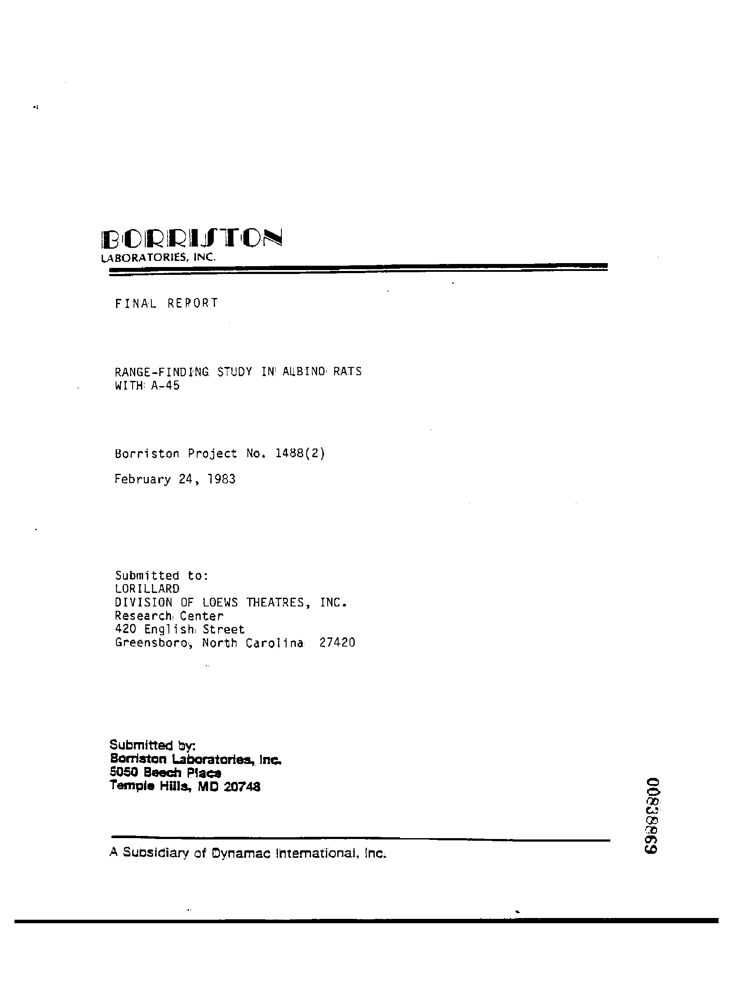 BORRISTON
LABORATORIES, INC.
FINAL REPORT
RANGE-FINDING STUDY IN ALBINO RATS
WITH A-45
Borriston Project No. 1488(2)
February 24, 1983
Submitted to:
LORILLARD
DIVISION OF LOEWS THEATRES, INC.
Research Center
420 English Street
Greensboro, North Carolina 27420
Submitted by:
Borriston Laboratories, Inc.
5050 Beech Place
Temple Hills, MD 20748
A Subsidiary of Dynamac International, Inc.
00838869